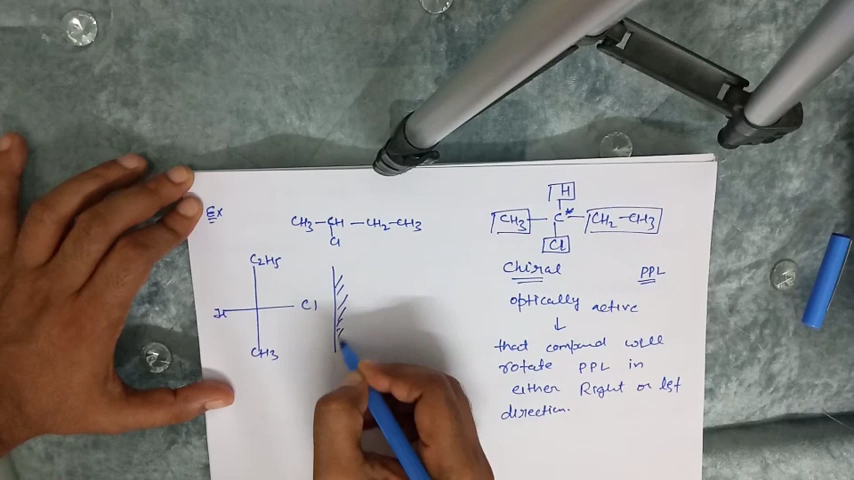 Ex
CH3-CH-CH2-CH3
Cl
C2H5
H Cl
CH3
H
CH3-C*-CH2-CH3
Cl
Chiral PPL
optically active
↓
that compound will
rotate PPL in
either Right or left
direction.